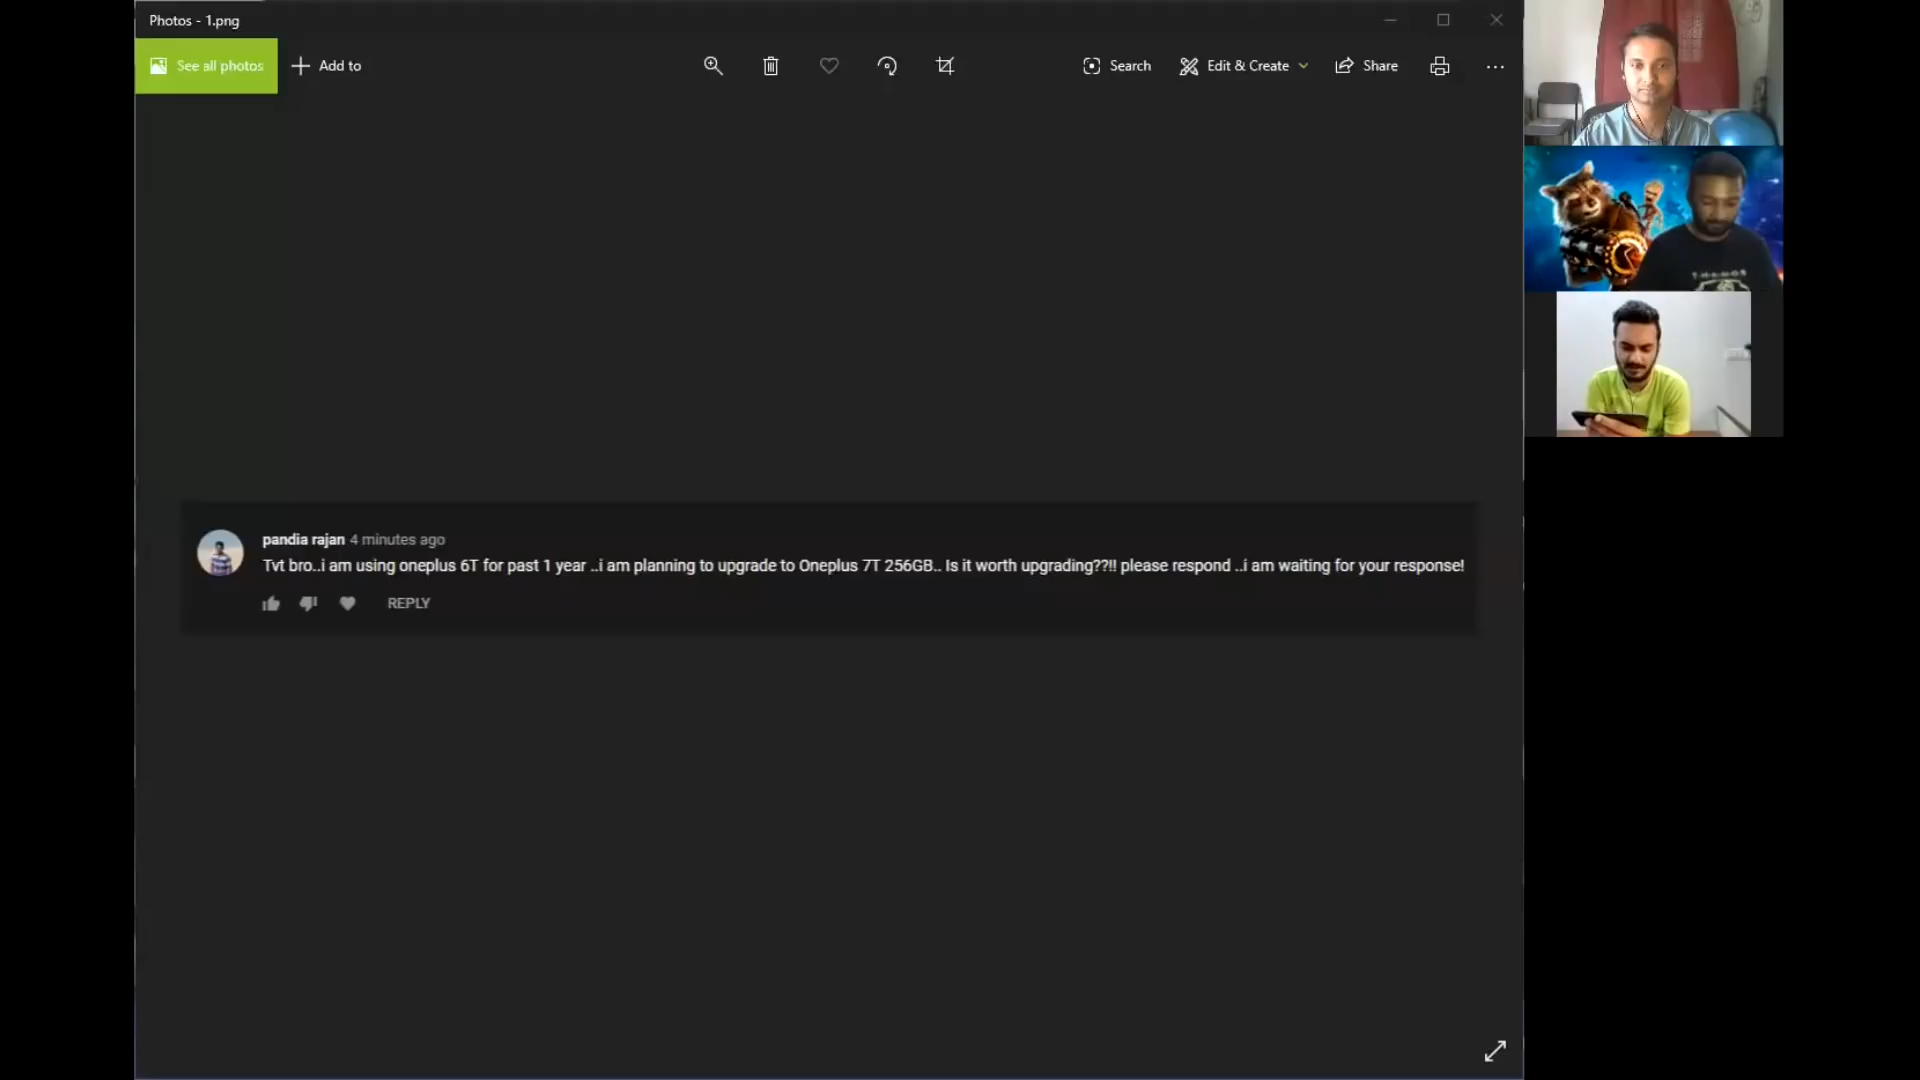 Photos - 1.png
See all photos
Add to
Search
Edit & Create
Share
pandia rajan 4 minutes ago
Tvt bro..i am using oneplus 6T for past 1 year ..i am planning to upgrade to Oneplus 7T 256GB.. Is it worth upgrading??!! please respond ..i am waiting for your response!
REPLY
THANOS